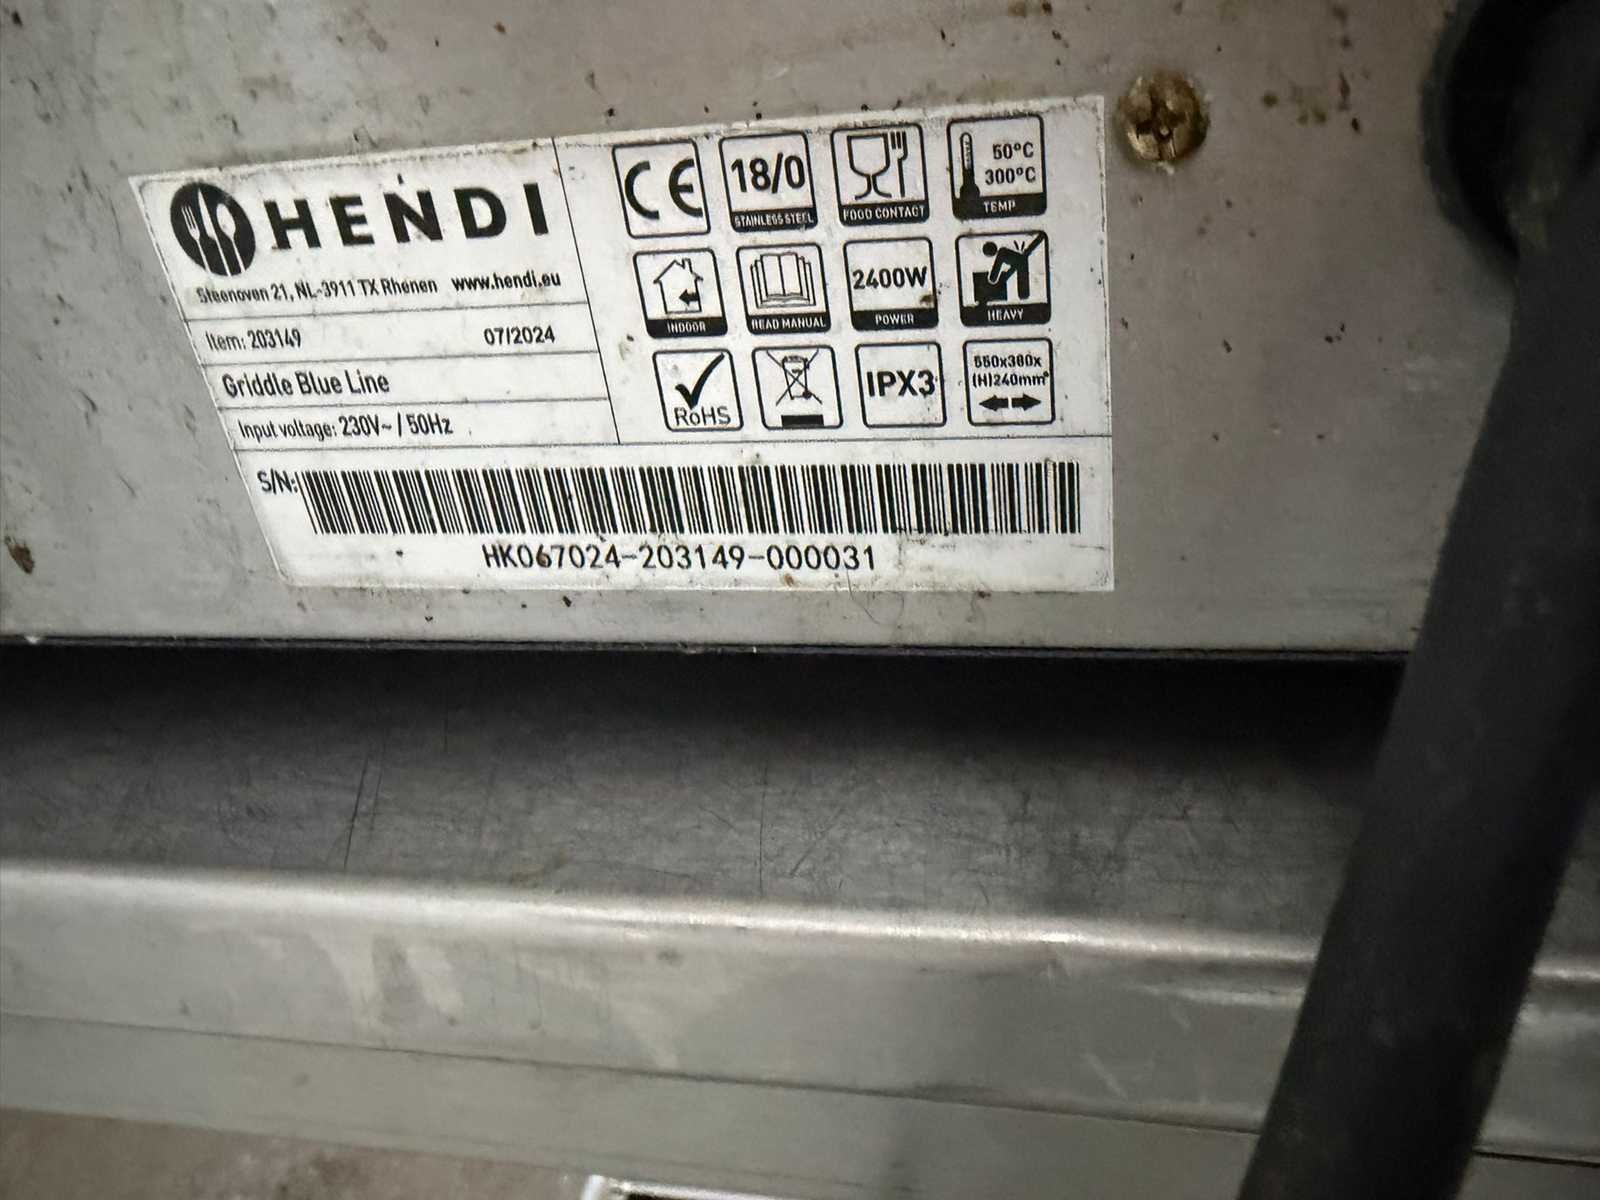 HENDI
Steenoven 21, NL-3911 TX Rhenen www.hendi.eu
Item: 203149 07/2024
Griddle Blue Line
Input voltage: 230V~ / 50Hz
CE
18/0
STAINLESS STEEL
FOOD CONTACT
50°C
300°C
TEMP
INDOOR
READ MANUAL
2400W
POWER
HEAVY
RoHS
IPX3
550x380x
(H)240mm
S/N:
HK067024-203149-000031